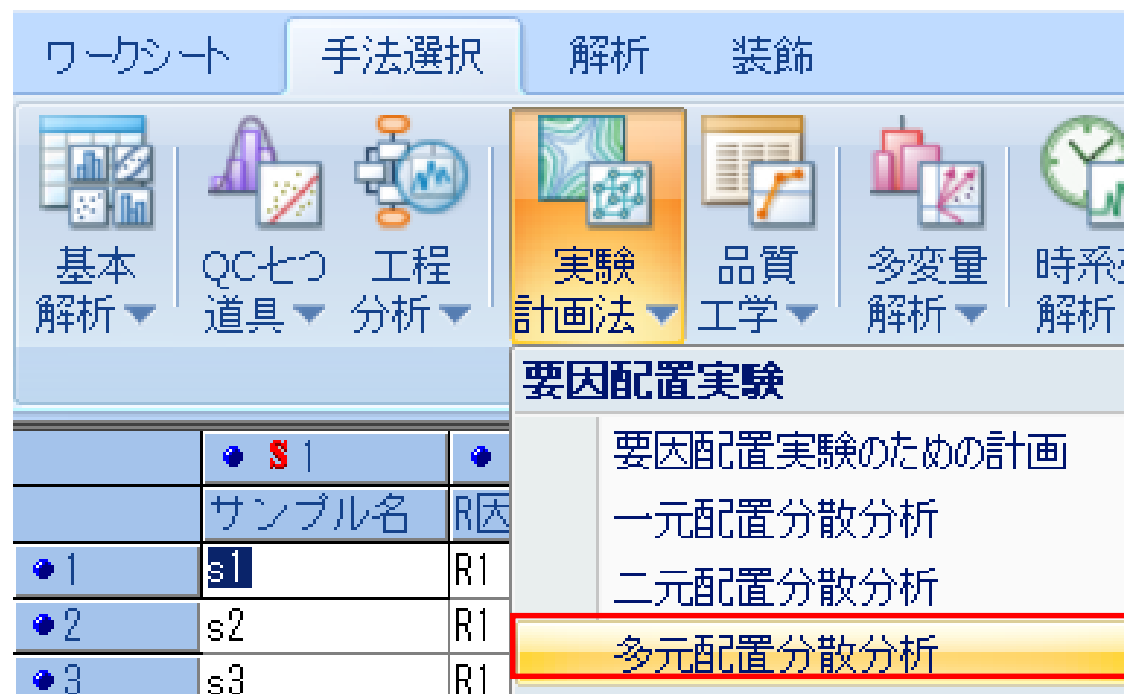 ワークシート 手法選択 解析 装飾
基本 QC七つ 工程 実験 品質 多変量
解析 道具 分析 計画法 工学 解析 解析
要因配置実験
要因配置実験のための計画
一元配置分散分析
二元配置分散分析
多元配置分散分析
S 1
サンプル名 R因
1 s1 R1
2 s2 R1
3 s3 R1